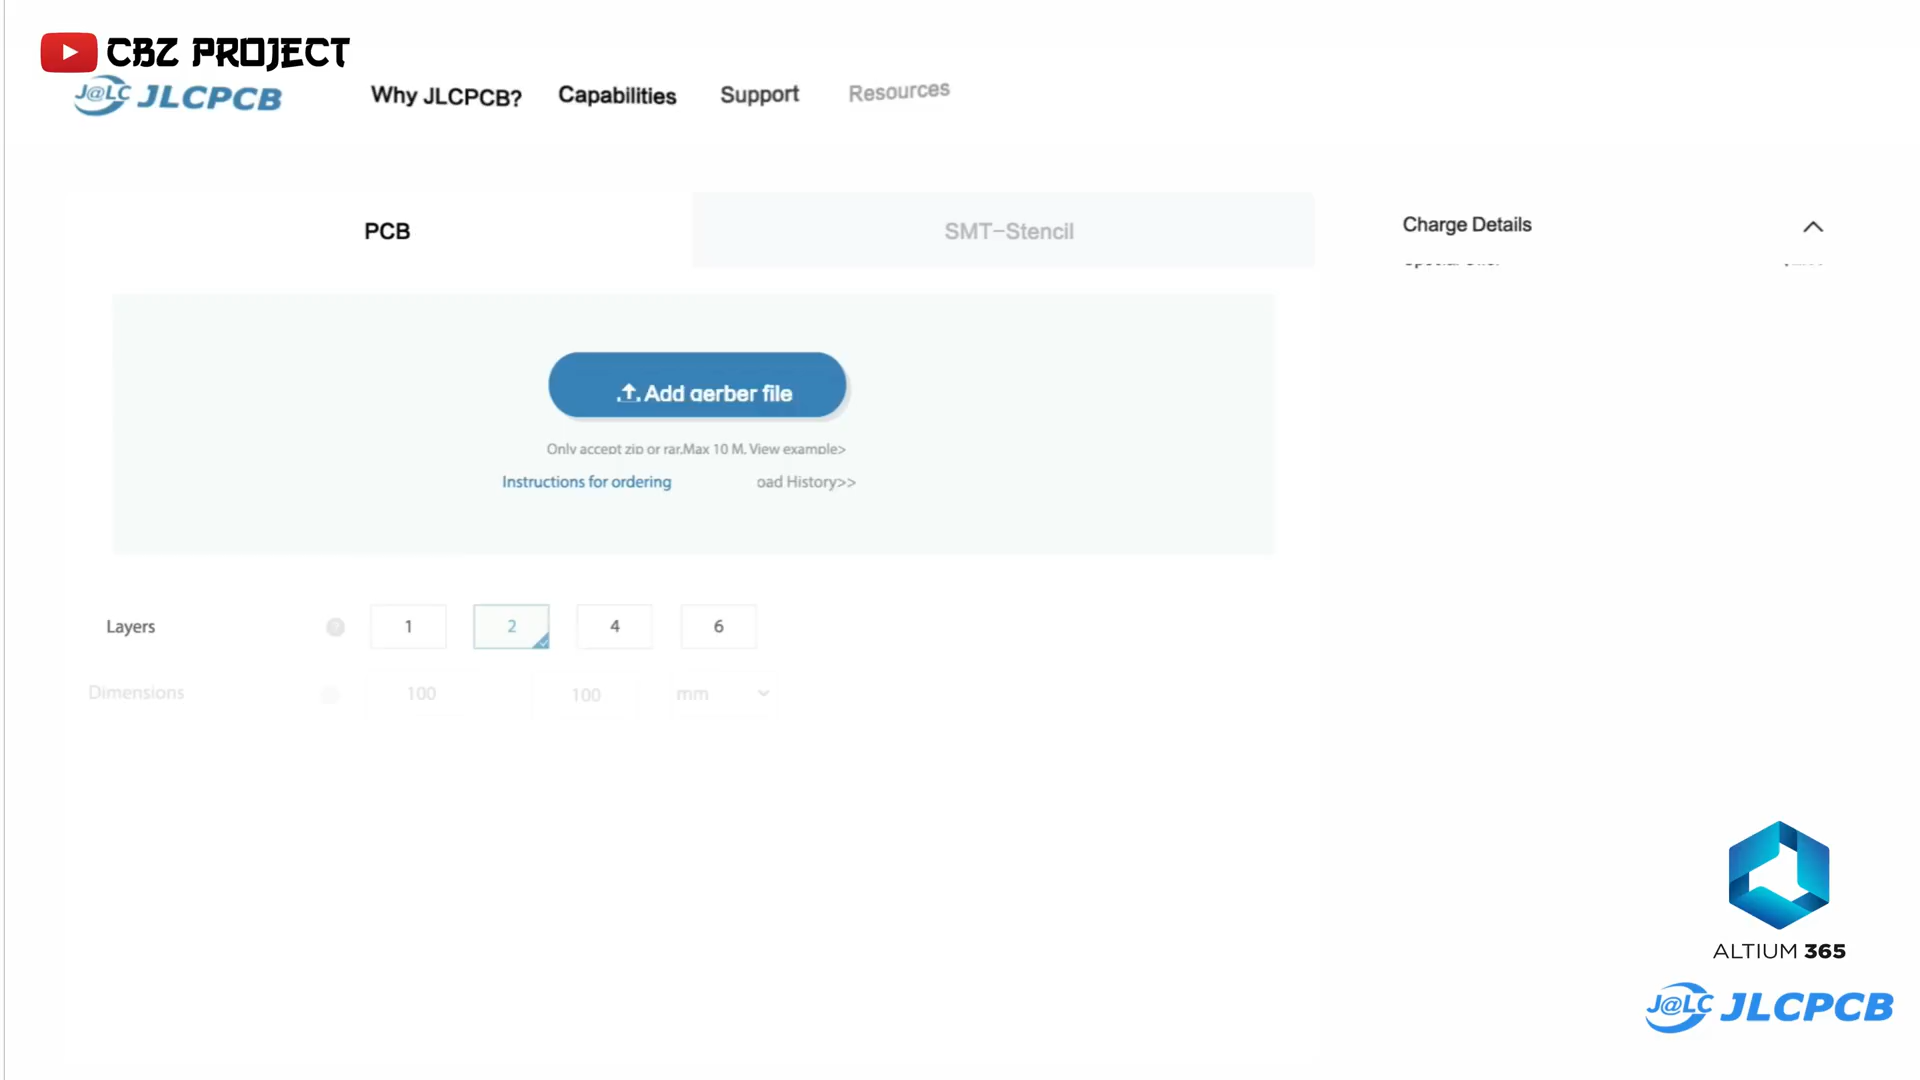 CBZ PROJECT
J@LC JLCPCB
Why JLCPCB? Capabilities Support Resources
PCB
SMT-Stencil
Charge Details
Special Offer
Add gerber file
Only accept zip or rar.Max 10 M. View example>
Instructions for ordering
oad History>>
Layers ? 1 2 4 6
Dimensions 100 100 mm
ALTIUM 365
J@LC JLCPCB